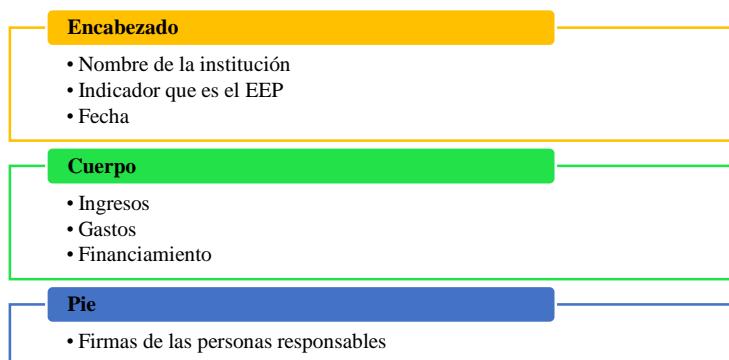 Encabezado
• Nombre de la institución
• Indicador que es el EEP
• Fecha
Cuerpo
• Ingresos
• Gastos
• Financiamiento
Pie
• Firmas de las personas responsables